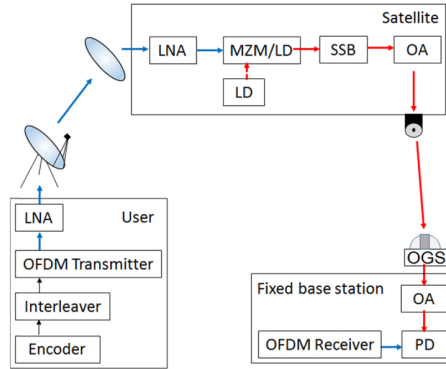 Satellite
LNA
MZM/LD
SSB
OA
LD
User
LNA
OFDM Transmitter
Interleaver
Encoder
OGS
Fixed base station
OA
OFDM Receiver
PD